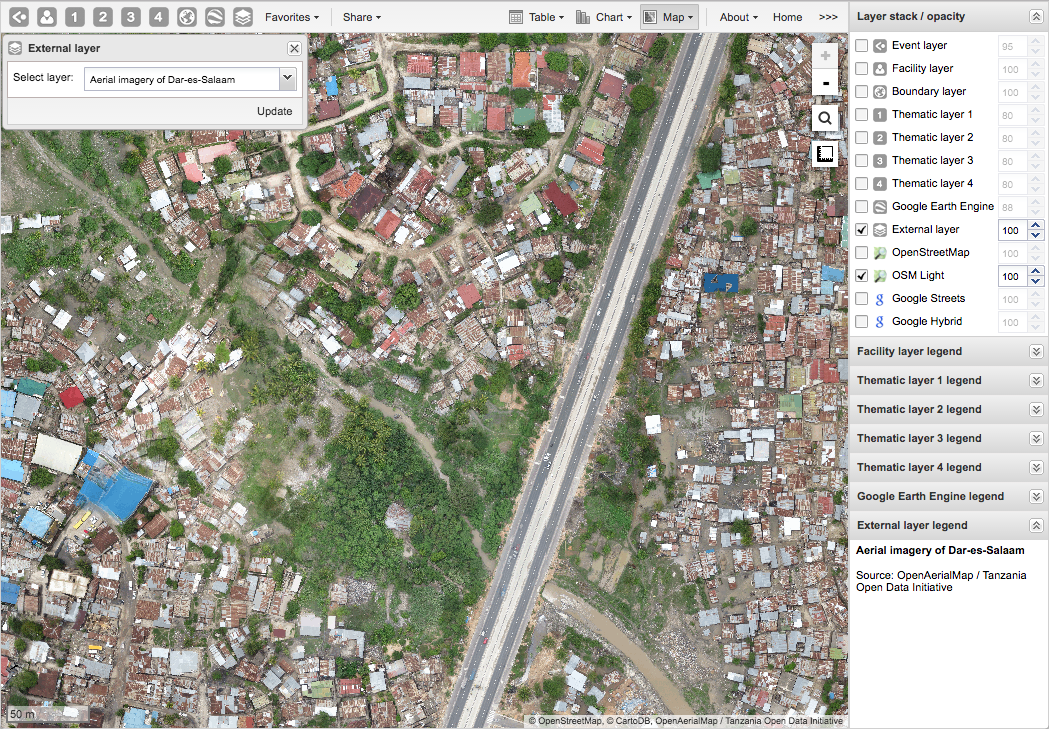 1 2 3 4 Favorites Share Table Chart Map About Home >>>
External layer
Select layer: Aerial imagery of Dar-es-Salaam
Update
-
50 m
© OpenStreetMap, © CartoDB, OpenAerialMap / Tanzania Open Data Initiative
Layer stack / opacity
Event layer 95
Facility layer 100
Boundary layer 100
1 Thematic layer 1 80
2 Thematic layer 2 80
3 Thematic layer 3 80
4 Thematic layer 4 80
Google Earth Engine 88
External layer 100
OpenStreetMap 100
OSM Light 100
g Google Streets 100
g Google Hybrid 100
Facility layer legend
Thematic layer 1 legend
Thematic layer 2 legend
Thematic layer 3 legend
Thematic layer 4 legend
Google Earth Engine legend
External layer legend
Aerial imagery of Dar-es-Salaam
Source: OpenAerialMap / Tanzania
Open Data Initiative